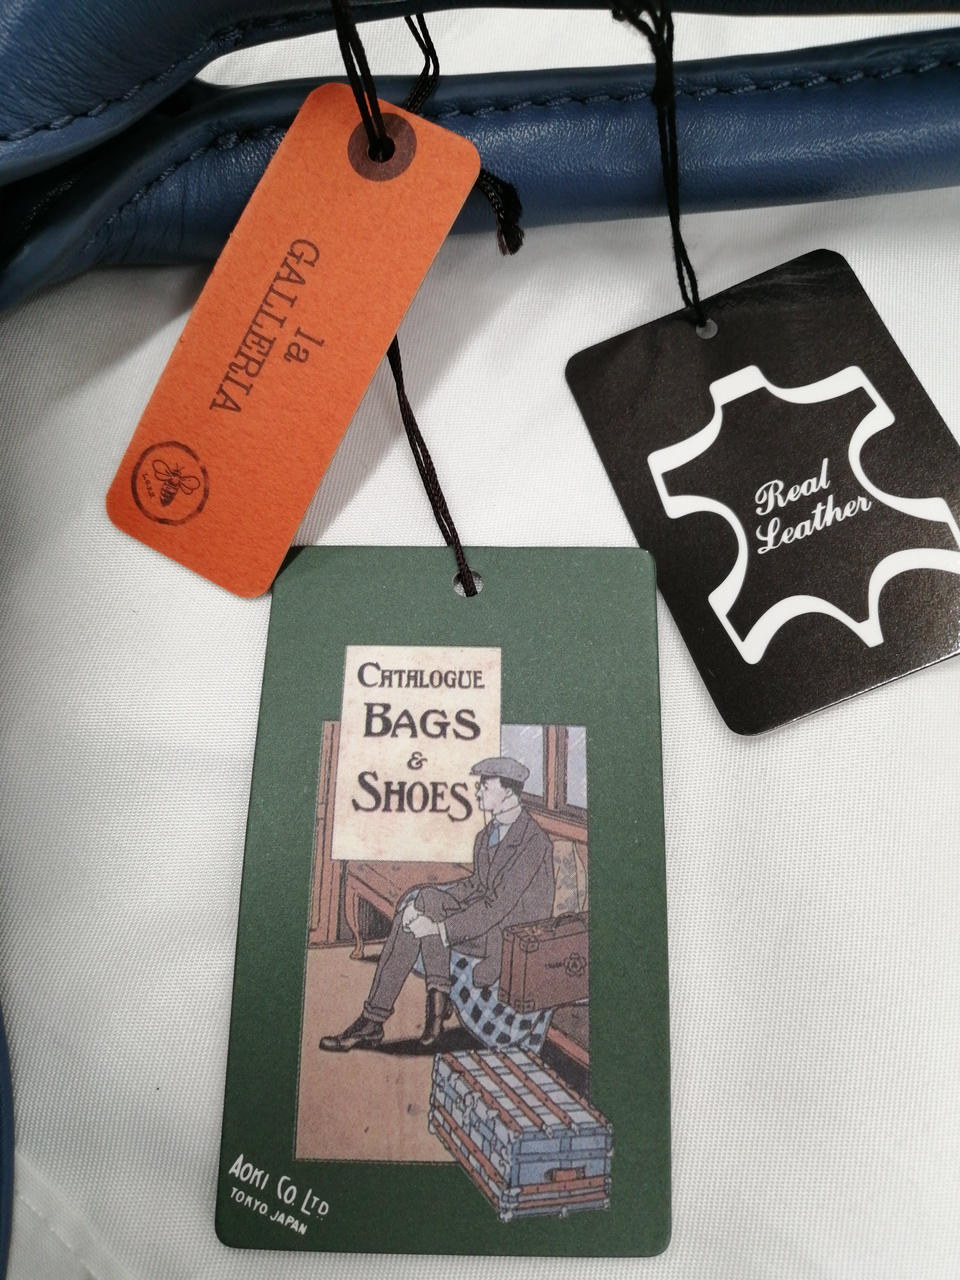 la
GALLERIA
Real
Leather
CATALOGUE
BAGS
&
SHOES
AOKI CO. LTD
TOKYO JAPAN